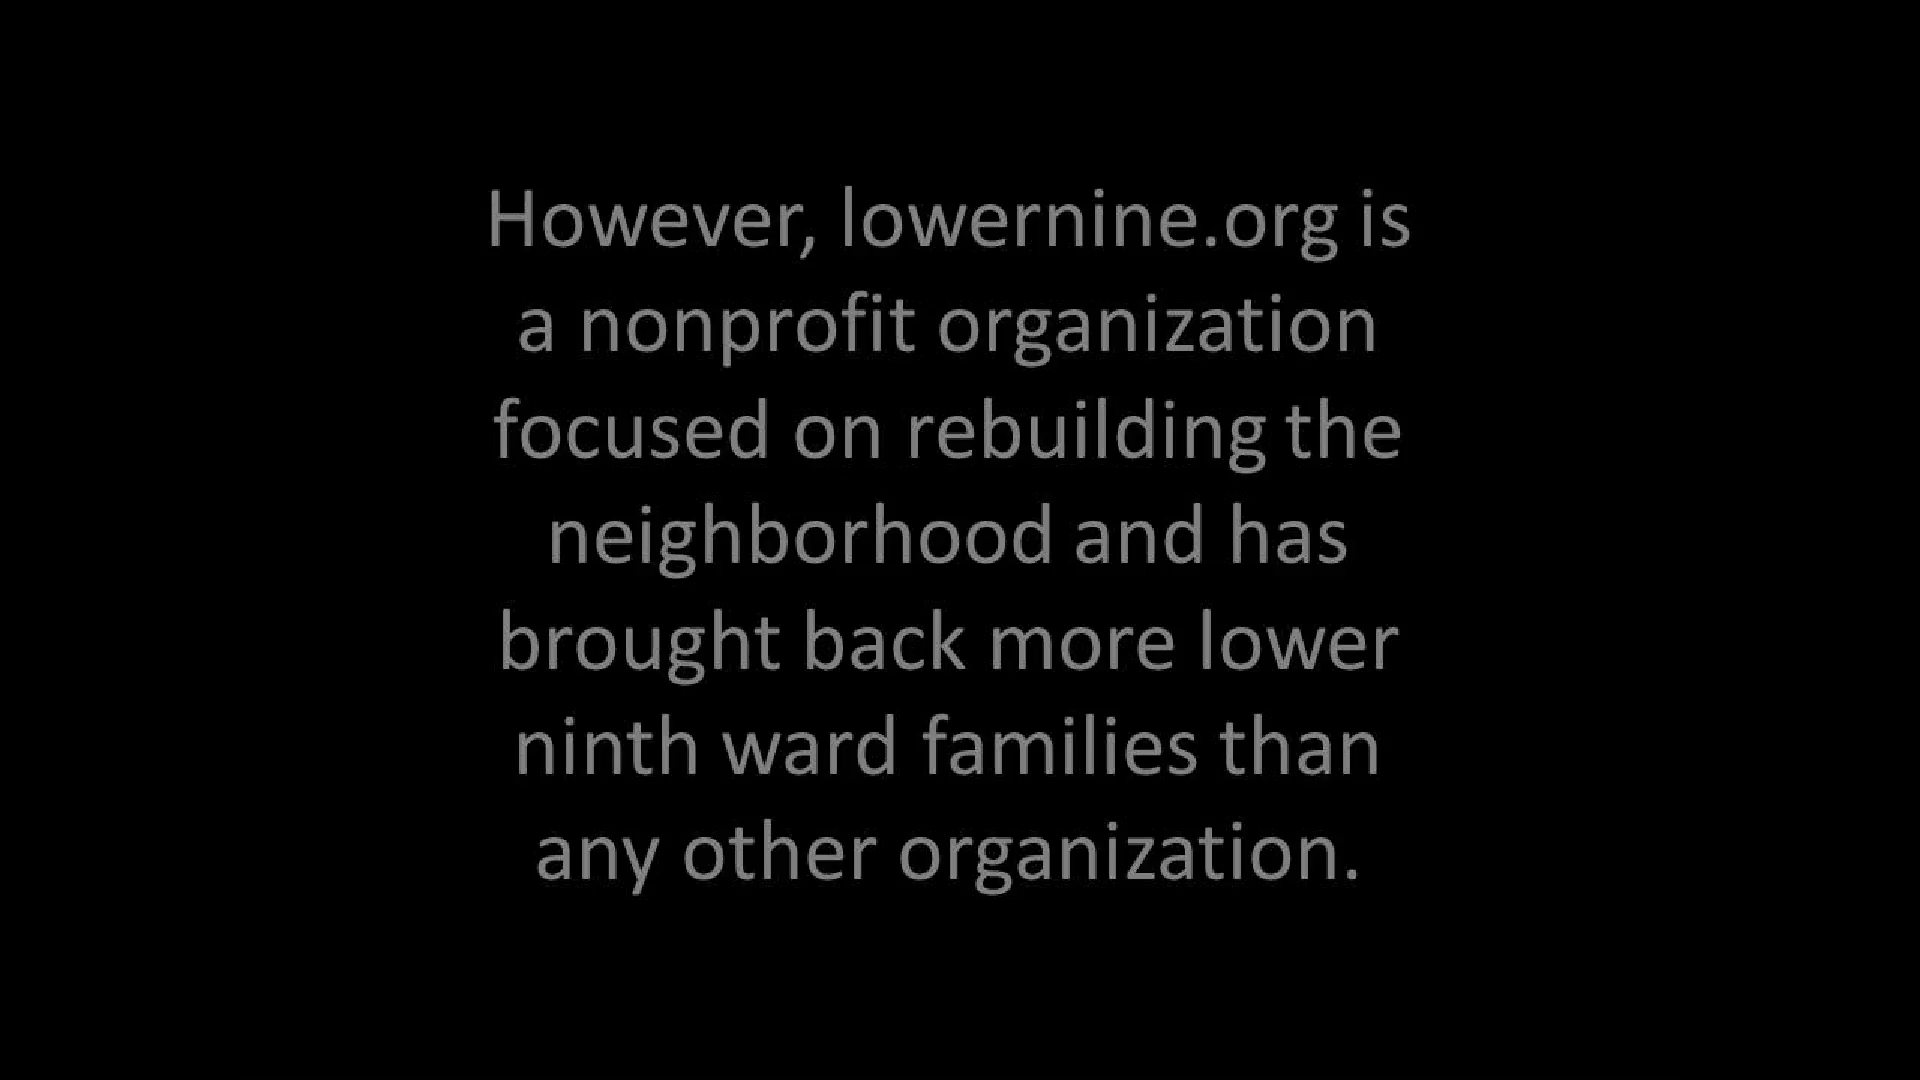 However, lowernine.org is
a nonprofit organization
focused on rebuilding the
neighborhood and has
brought back more lower
ninth ward families than
any other organization.